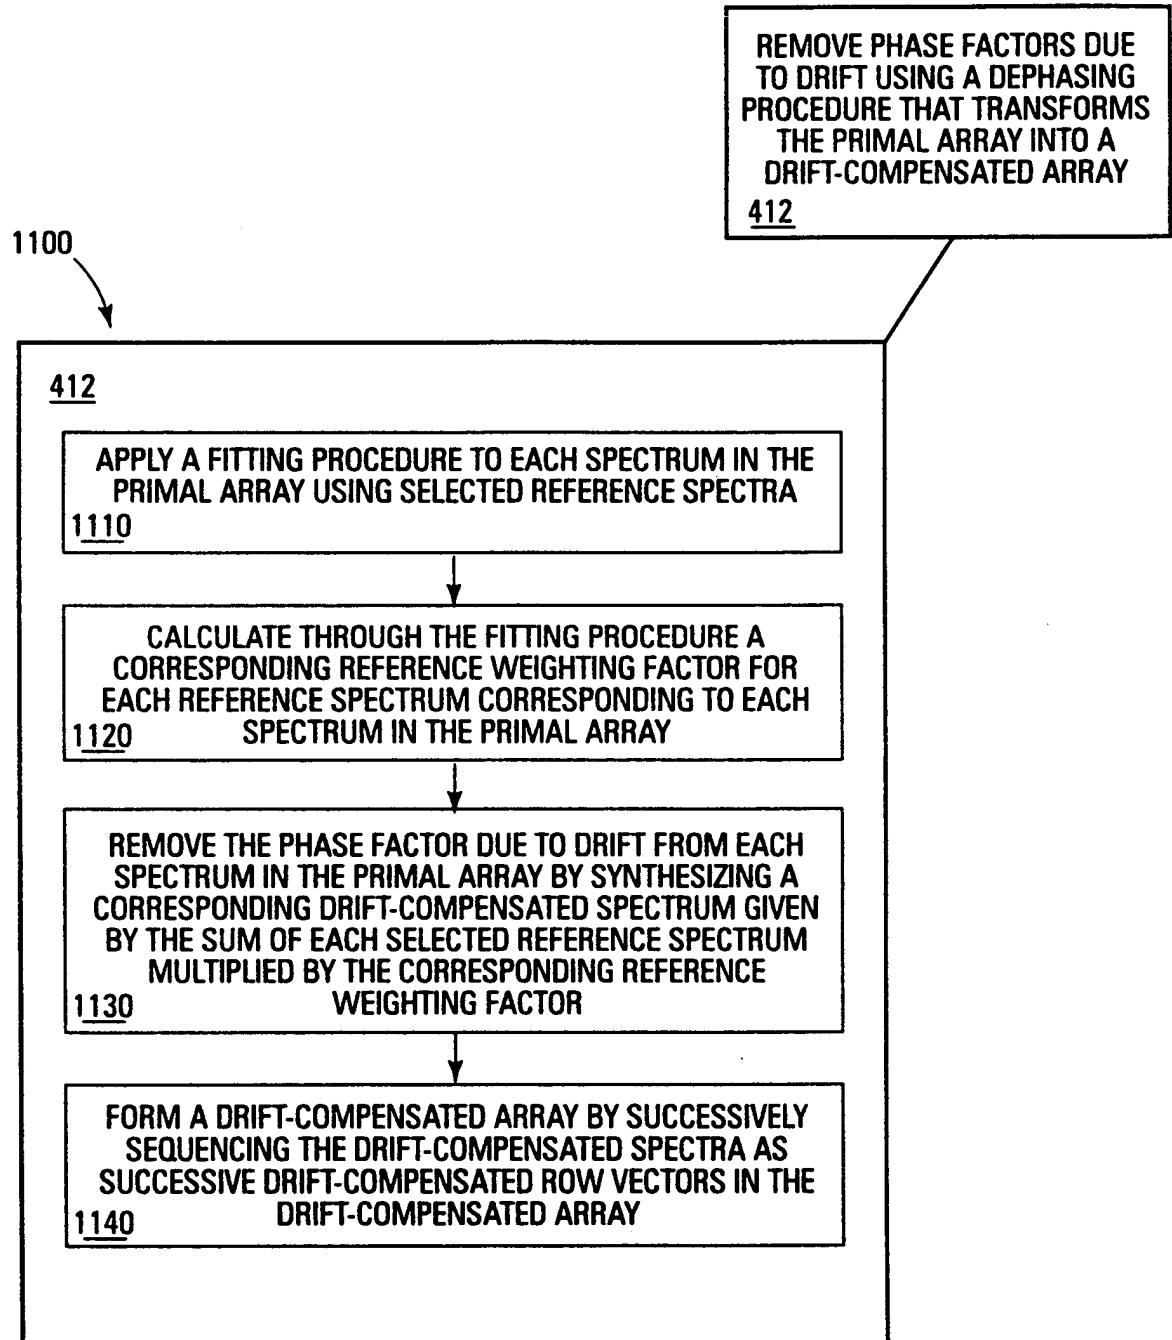 REMOVE PHASE FACTORS DUE
TO DRIFT USING A DEPHASING
PROCEDURE THAT TRANSFORMS
THE PRIMAL ARRAY INTO A
DRIFT-COMPENSATED ARRAY
412
1100
412
APPLY A FITTING PROCEDURE TO EACH SPECTRUM IN THE
PRIMAL ARRAY USING SELECTED REFERENCE SPECTRA
1110
CALCULATE THROUGH THE FITTING PROCEDURE A
CORRESPONDING REFERENCE WEIGHTING FACTOR FOR
EACH REFERENCE SPECTRUM CORRESPONDING TO EACH
SPECTRUM IN THE PRIMAL ARRAY
1120
REMOVE THE PHASE FACTOR DUE TO DRIFT FROM EACH
SPECTRUM IN THE PRIMAL ARRAY BY SYNTHESIZING A
CORRESPONDING DRIFT-COMPENSATED SPECTRUM GIVEN
BY THE SUM OF EACH SELECTED REFERENCE SPECTRUM
MULTIPLIED BY THE CORRESPONDING REFERENCE
WEIGHTING FACTOR
1130
FORM A DRIFT-COMPENSATED ARRAY BY SUCCESSIVELY
SEQUENCING THE DRIFT-COMPENSATED SPECTRA AS
SUCCESSIVE DRIFT-COMPENSATED ROW VECTORS IN THE
DRIFT-COMPENSATED ARRAY
1140